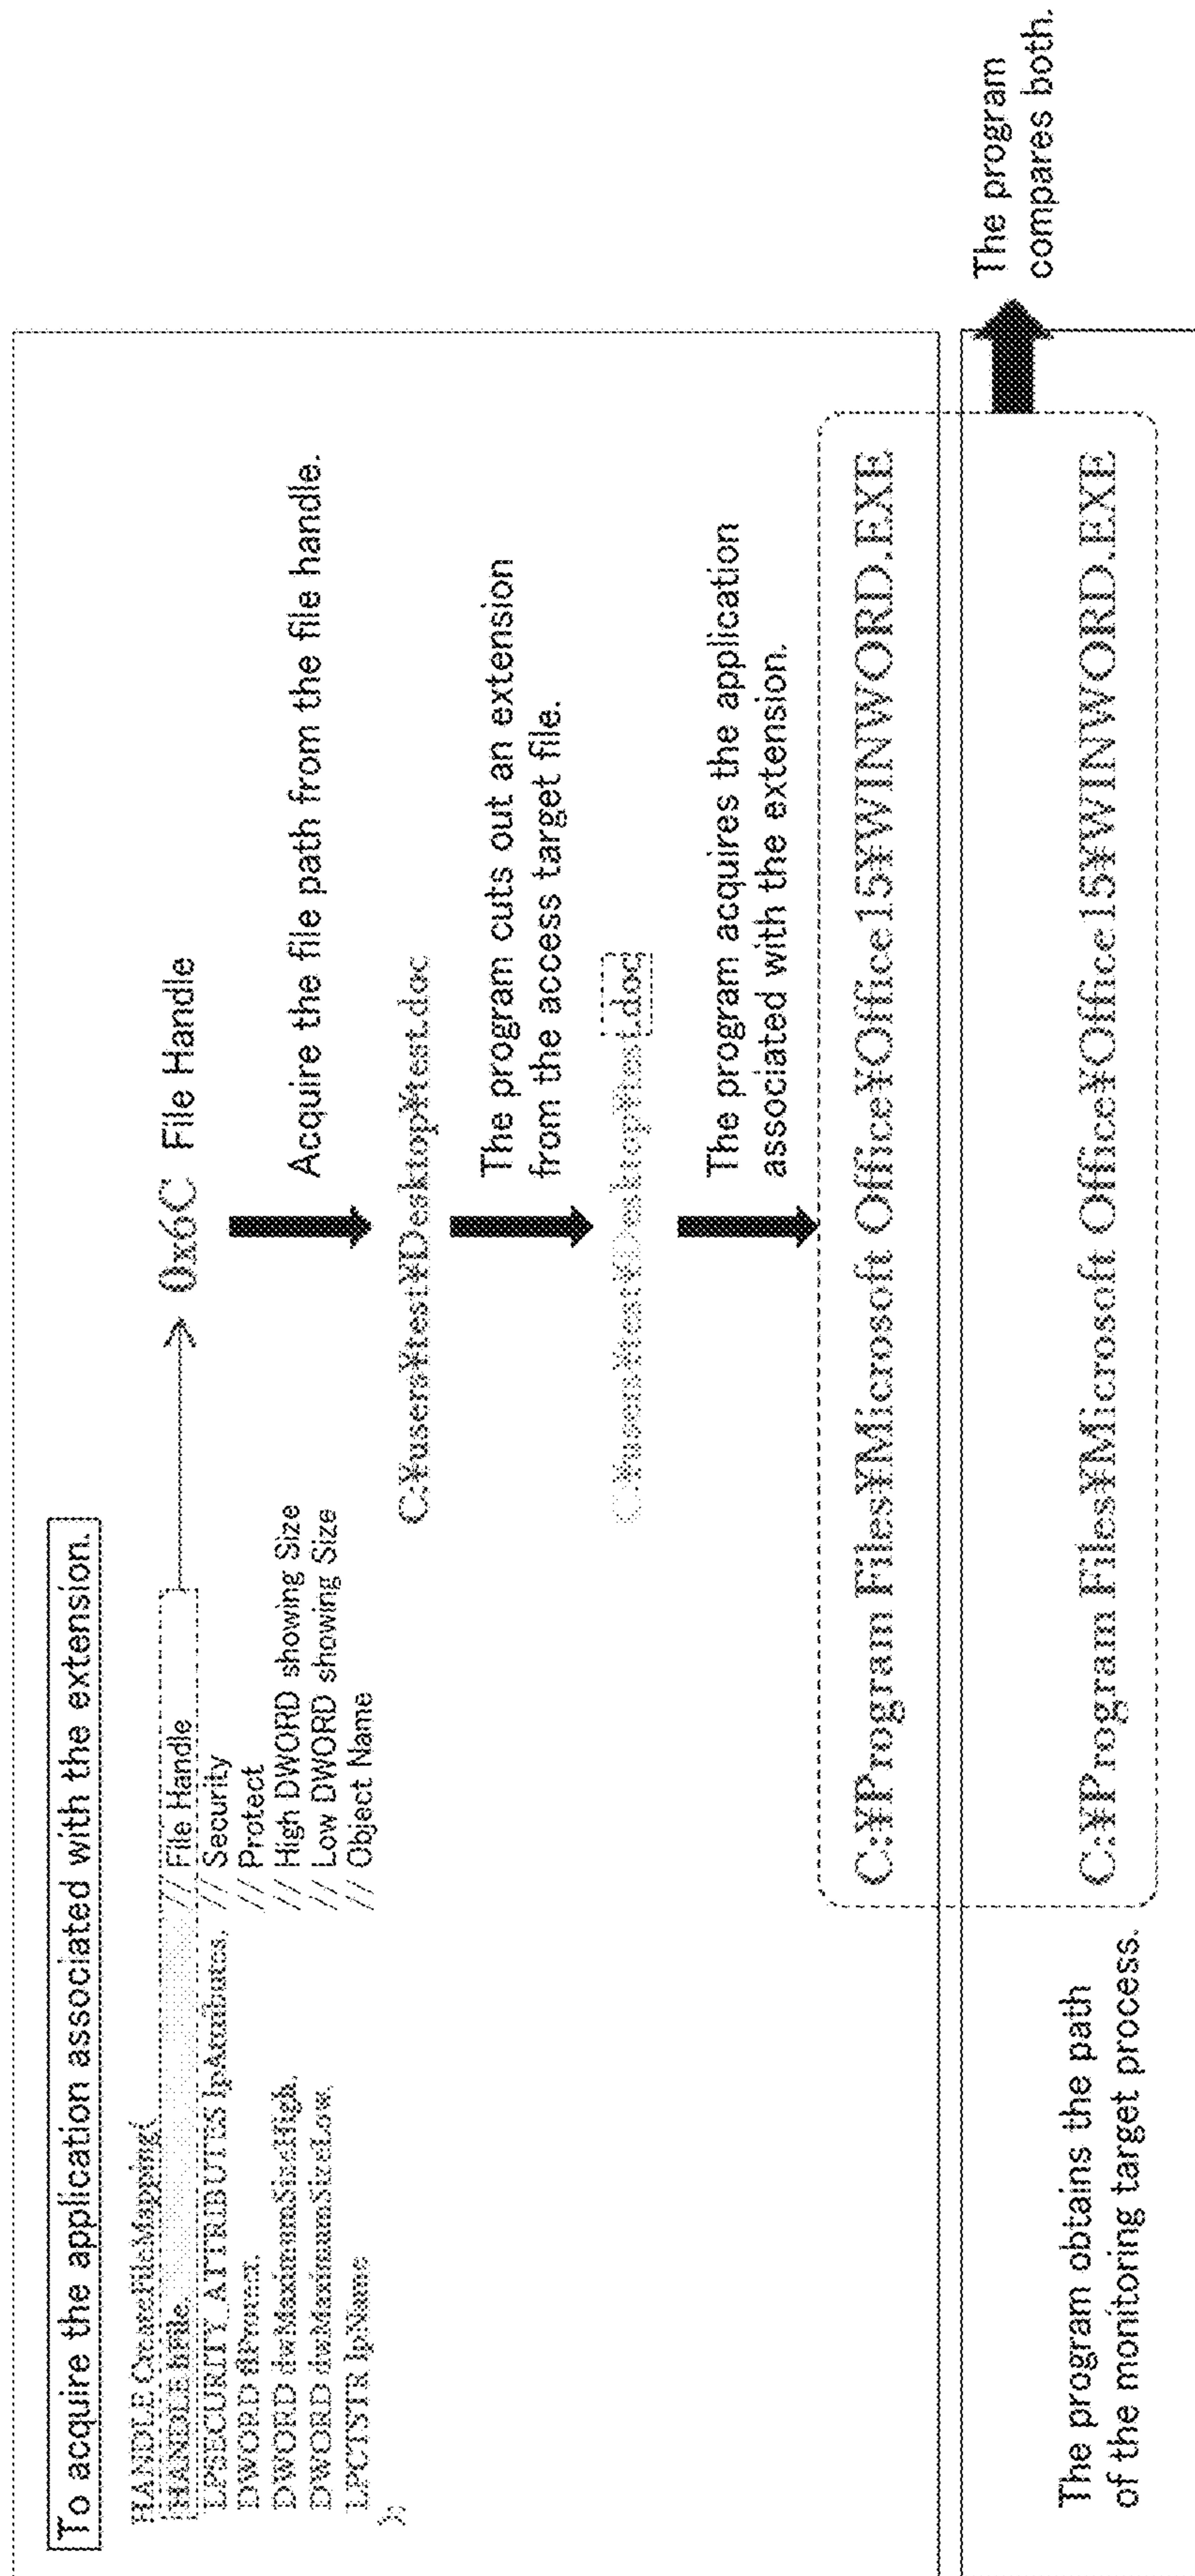 To acquire the application associated with the extension.
HANDLE CreateFileMapping(
HANDLE hFile, // File Handle
LPSECURITY_ATTRIBUTES lpAttributes, // Security
DWORD flProtect, // Protect
DWORD dwMaximumSizeHigh, // High DWORD showing Size
DWORD dwMaximumSizeLow, // Low DWORD showing Size
LPCTSTR lpName // Object Name
);
0x6C File Handle
Acquire the file path from the file handle.
C:¥users¥test¥Desktop¥test.doc
The program cuts out an extension
from the access target file.
C:¥users¥test¥Desktop¥test.doc
The program acquires the application
associated with the extension.
C:¥Program Files¥Microsoft Office¥Office15¥WINWORD.EXE
The program obtains the path
of the monitoring target process.
C:¥Program Files¥Microsoft Office¥Office15¥WINWORD.EXE
The program
compares both.